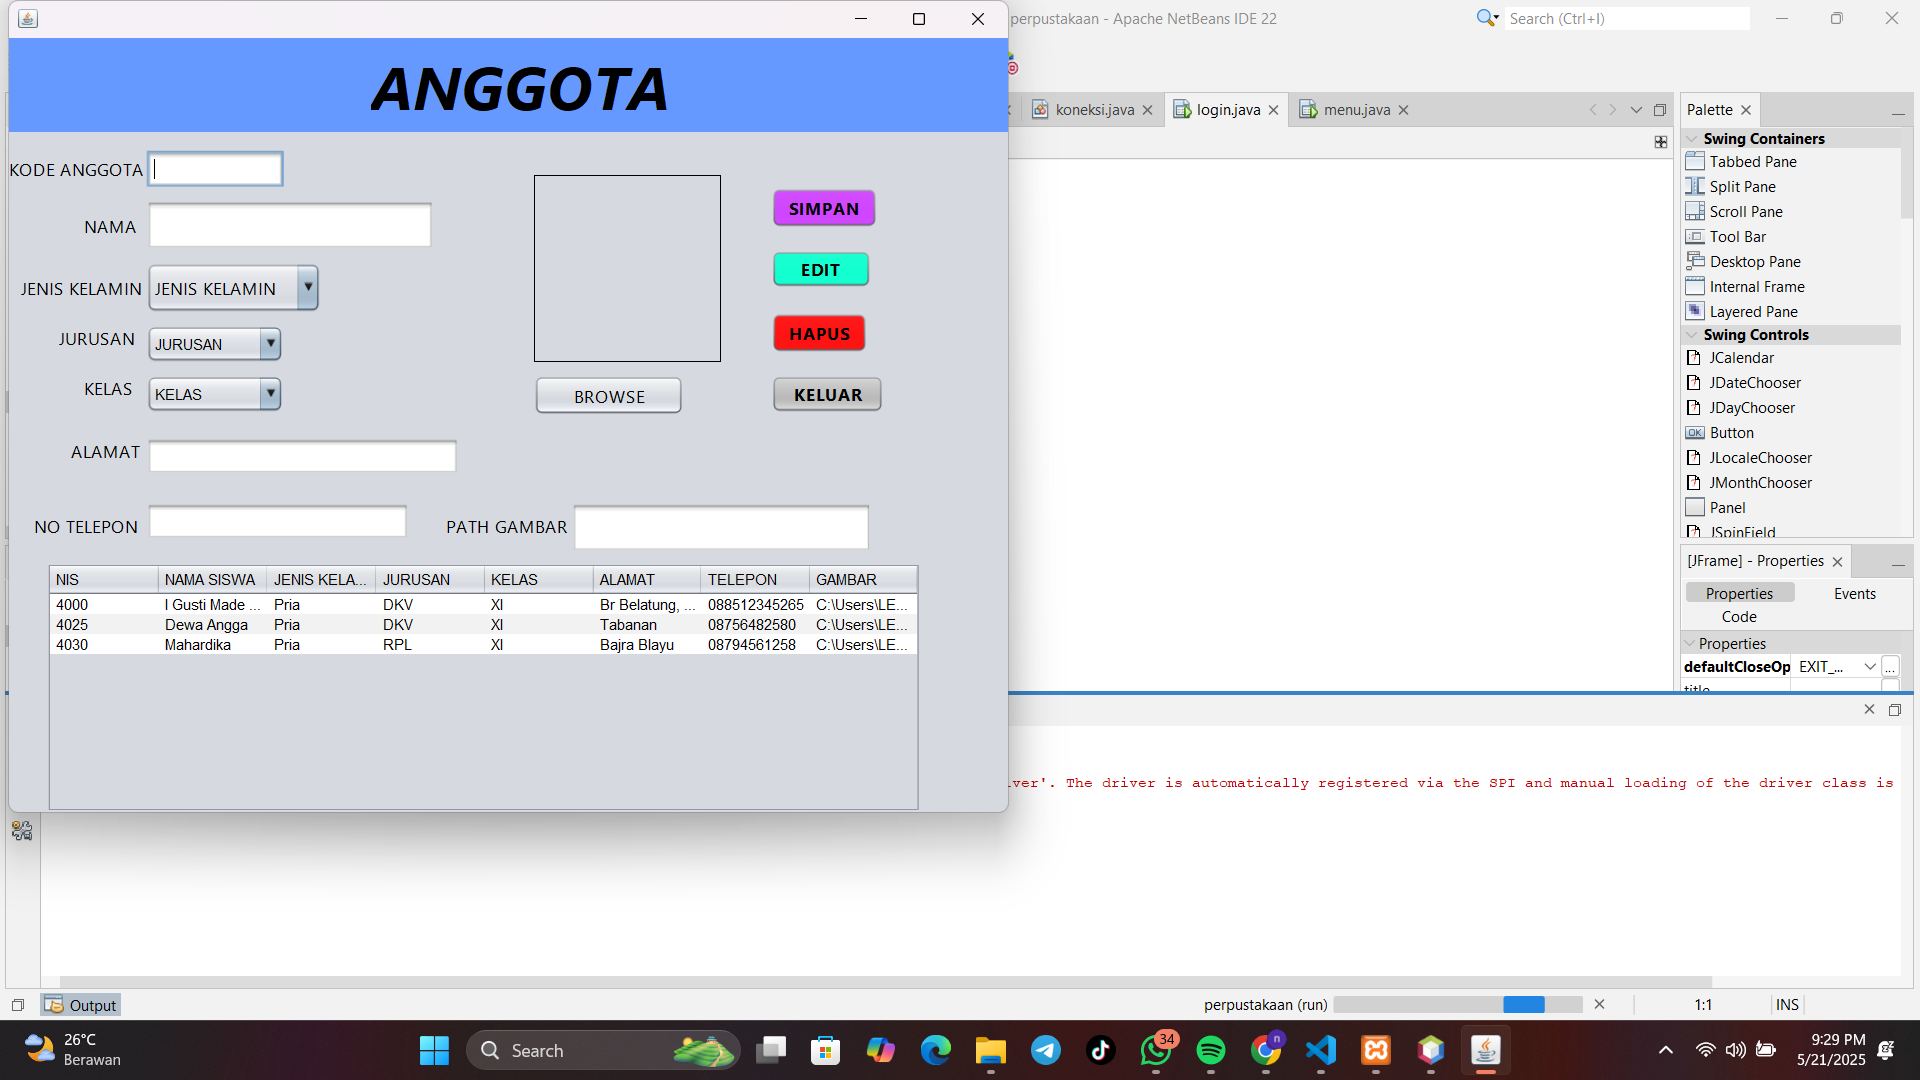 perpustakaan - Apache NetBeans IDE 22
Search (Ctrl+I)
ANGGOTA
koneksi.java
login.java
menu.java
KODE ANGGOTA
NAMA
JENIS KELAMIN JENIS KELAMIN
JURUSAN JURUSAN
KELAS KELAS
ALAMAT
NO TELEPON
PATH GAMBAR
BROWSE
SIMPAN
EDIT
HAPUS
KELUAR
NIS NAMA SISWA JENIS KELA... JURUSAN KELAS ALAMAT TELEPON GAMBAR
4000 I Gusti Made ... Pria DKV XI Br Belatung, ... 088512345265 C:\Users\LE...
4025 Dewa Angga Pria DKV XI Tabanan 08756482580 C:\Users\LE...
4030 Mahardika Pria RPL XI Bajra Blayu 08794561258 C:\Users\LE...
Palette
Swing Containers
Tabbed Pane
Split Pane
Scroll Pane
Tool Bar
Desktop Pane
Internal Frame
Layered Pane
Swing Controls
JCalendar
JDateChooser
JDayChooser
OK Button
JLocaleChooser
JMonthChooser
Panel
JSpinField
[JFrame] - Properties
Properties Events
Code
Properties
defaultCloseOp EXIT_... ...
title
ver'. The driver is automatically registered via the SPI and manual loading of the driver class is
Output
perpustakaan (run)
1:1
INS
26°C
Berawan
Search
34
n
9:29 PM
5/21/2025